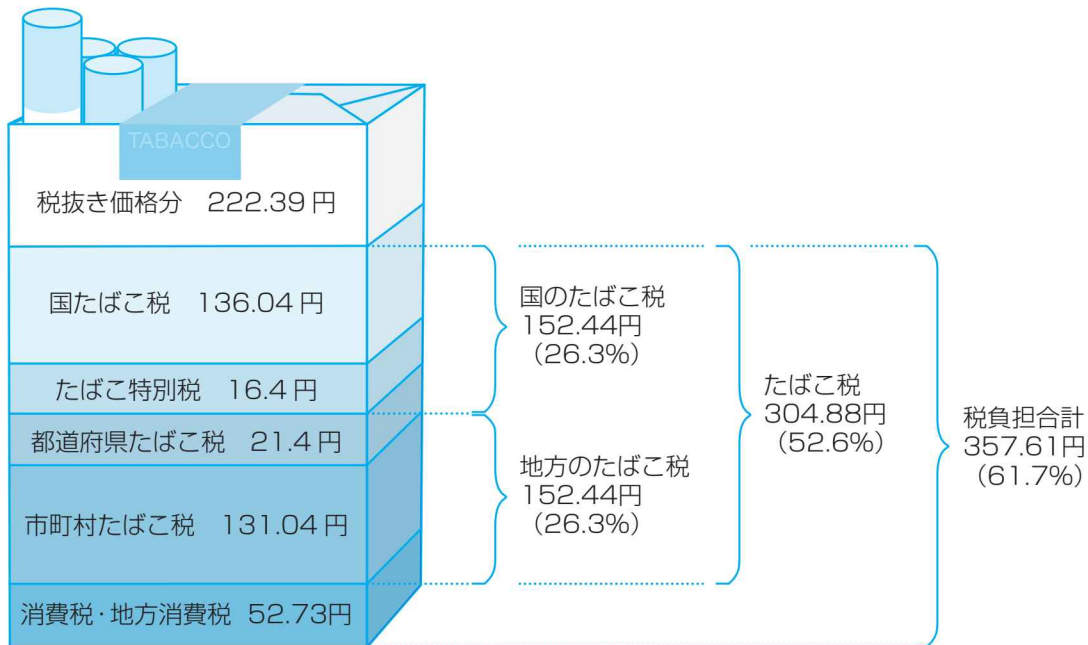 TABACCO
税抜き価格分　222.39 円
国たばこ税　136.04 円
たばこ特別税　16.4 円
都道府県たばこ税　21.4 円
市町村たばこ税　131.04 円
消費税・地方消費税　52.73円
国のたばこ税
152.44円
（26.3%）
地方のたばこ税
152.44円
（26.3%）
たばこ税
304.88円
（52.6%）
税負担合計
357.61円
（61.7%）